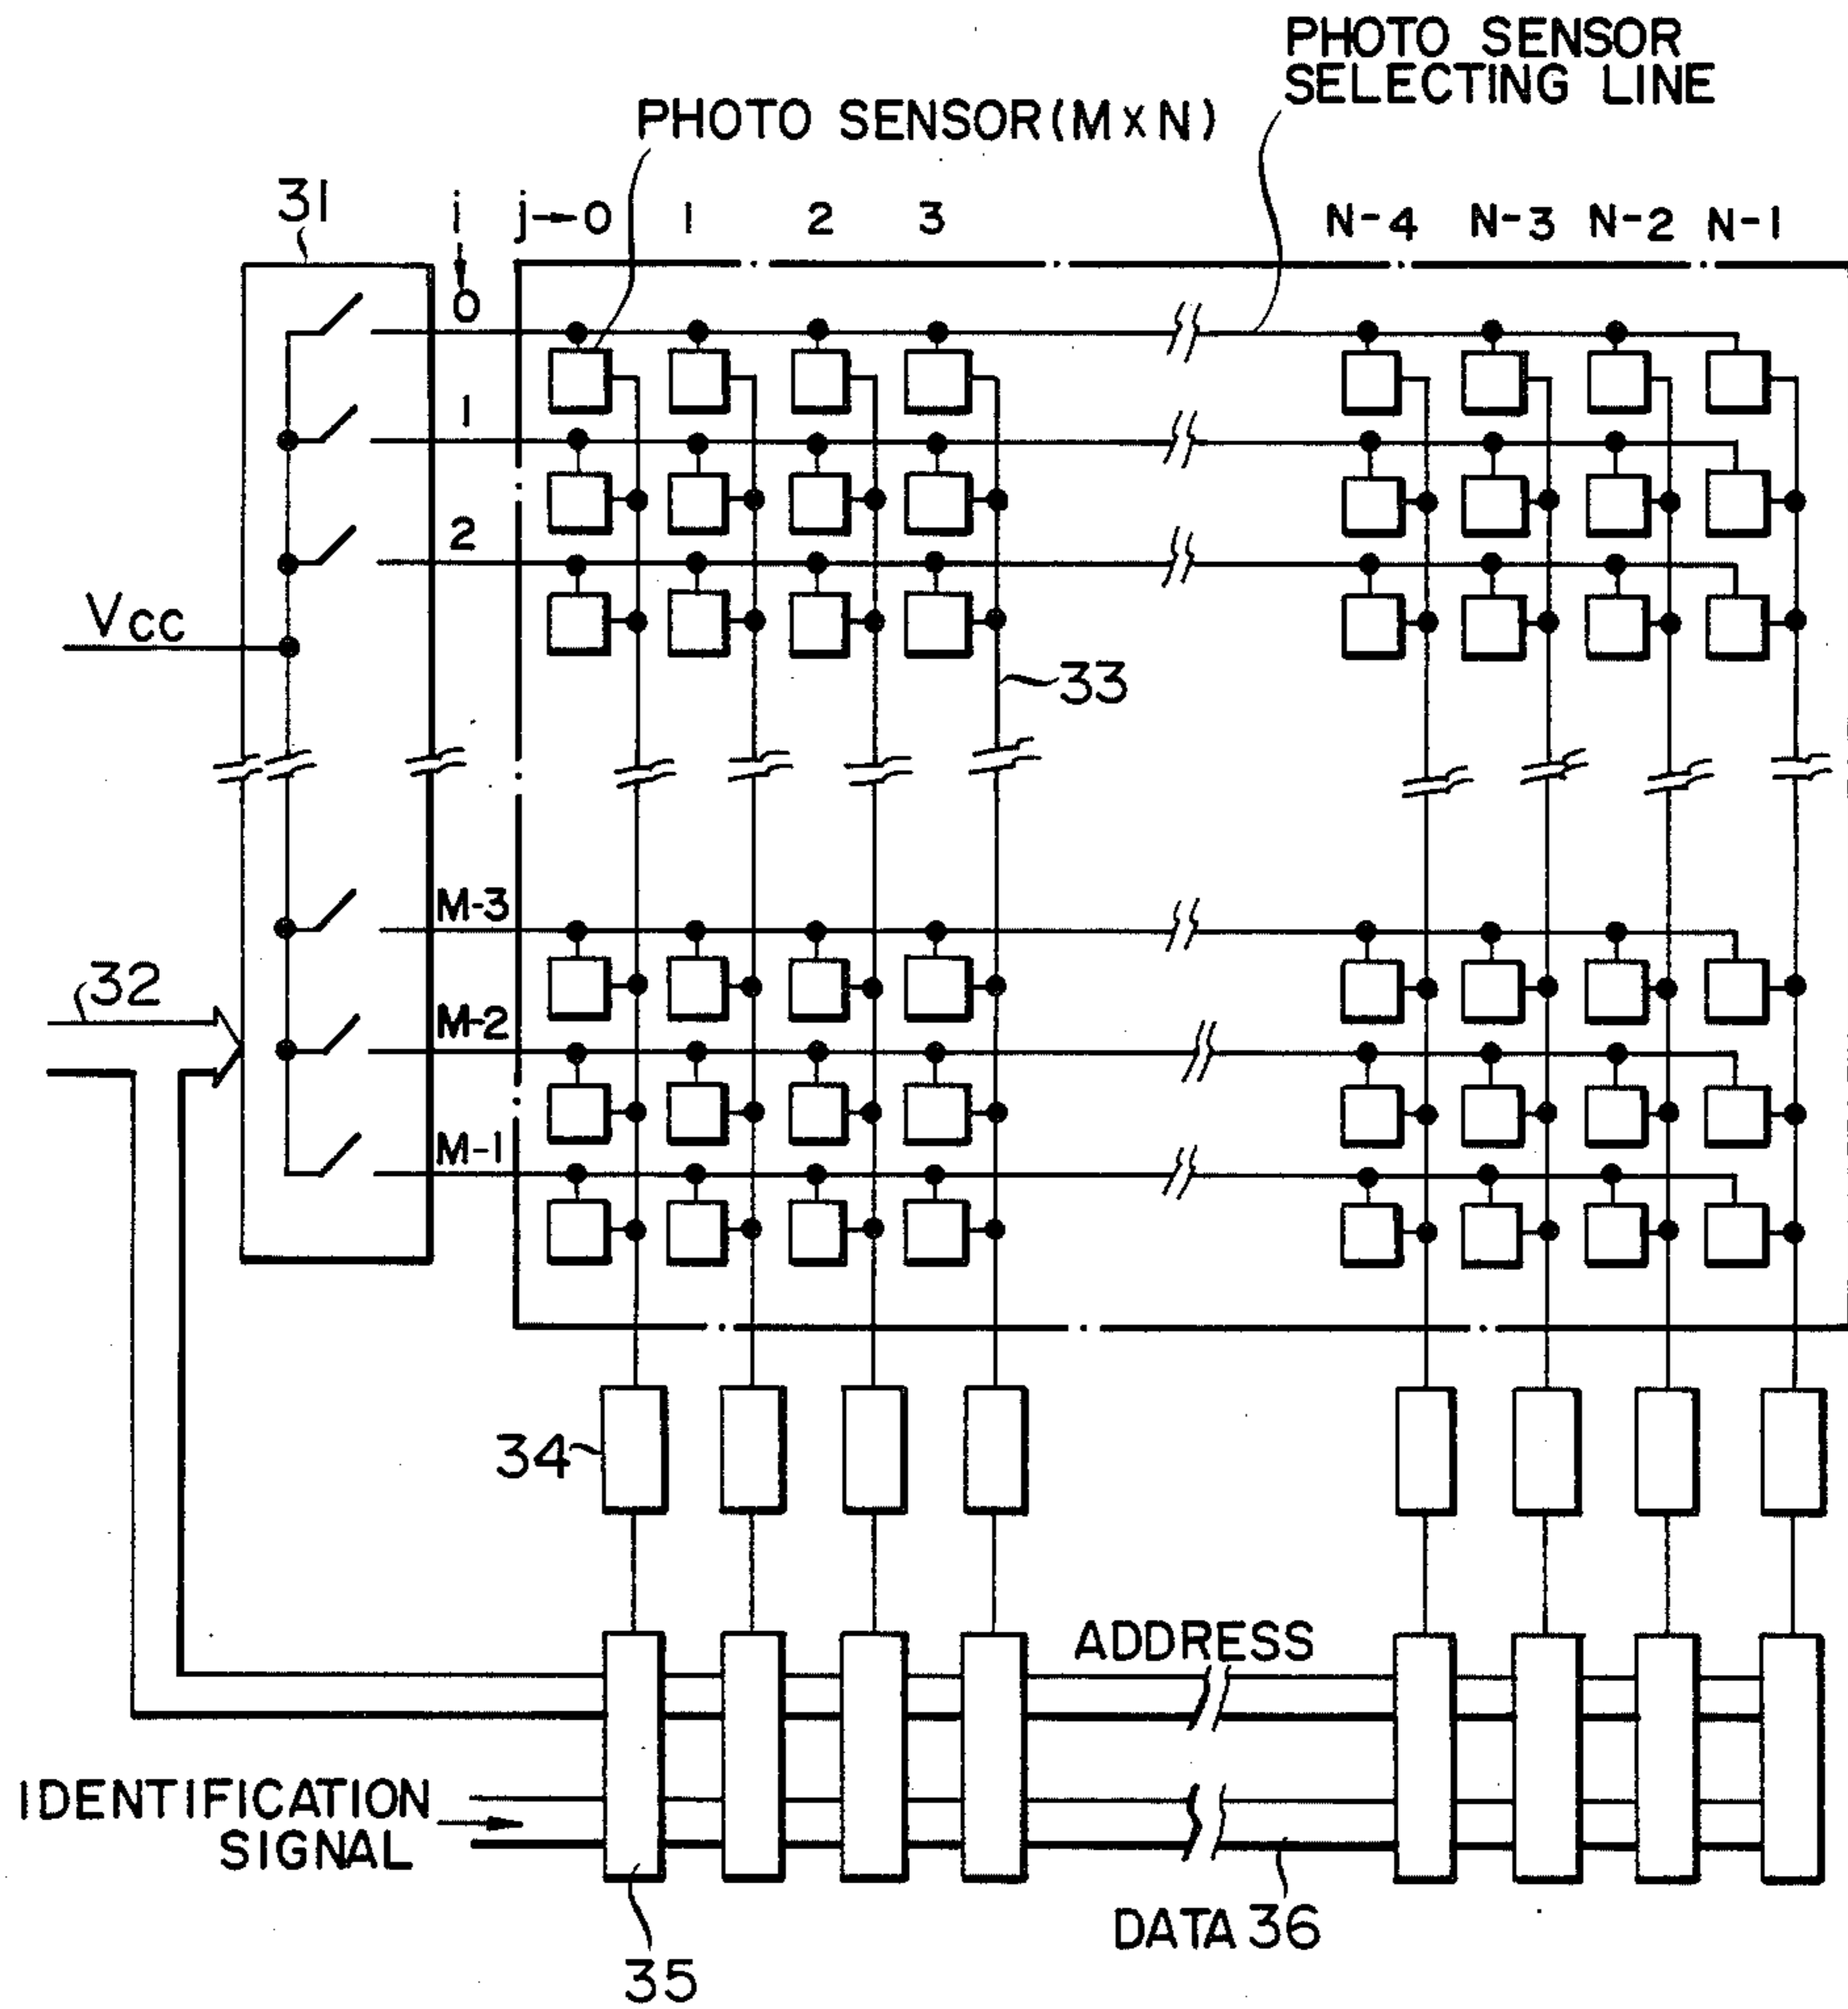 PHOTO SENSOR
SELECTING LINE
PHOTO SENSOR(M×N)
31
i
j→0 1 2 3 N-4 N-3 N-2 N-1
0
1
2
Vcc
33
M-3
32
M-2
M-1
34
ADDRESS
IDENTIFICATION
SIGNAL
DATA 36
35